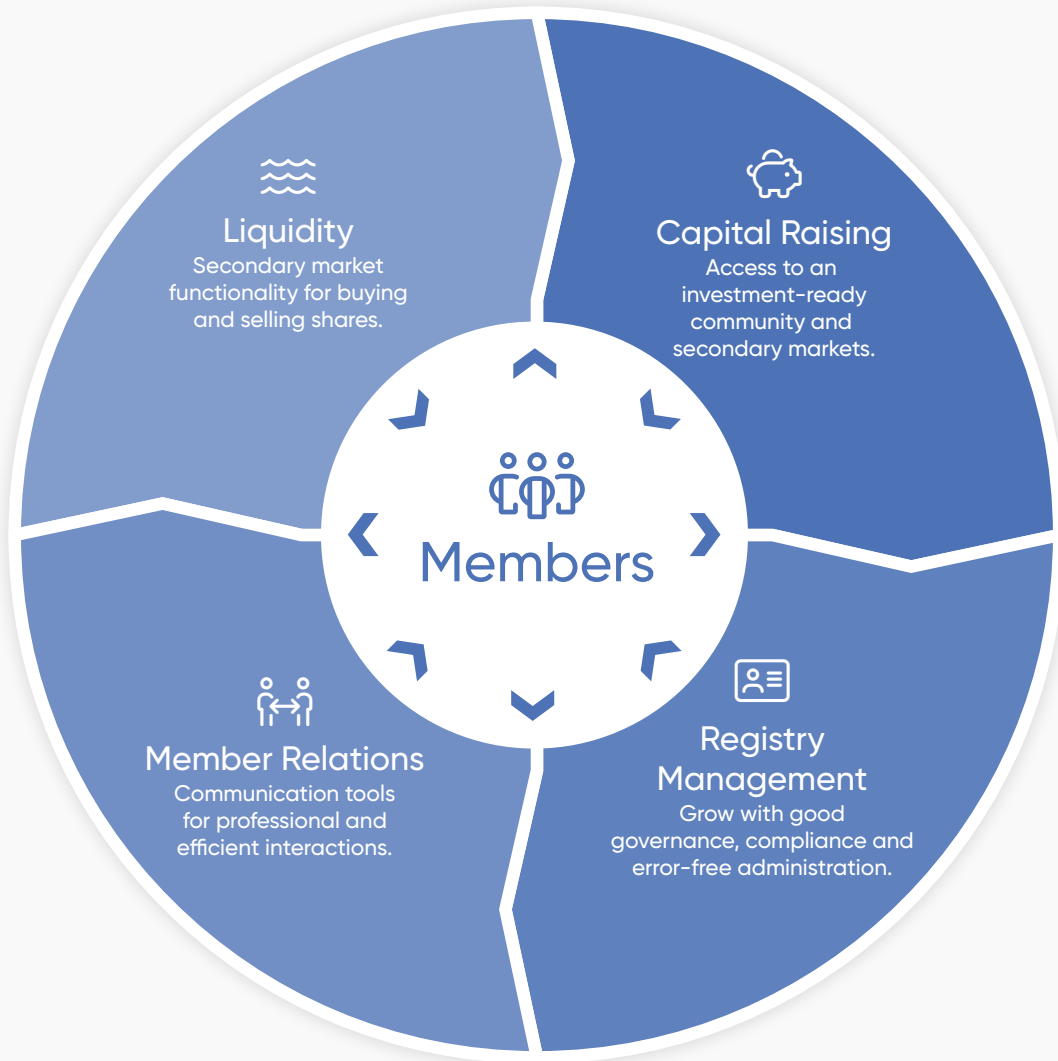 Liquidity
Secondary market
functionality for buying
and selling shares.
Capital Raising
Access to an
investment-ready
community and
secondary markets.
Members
Member Relations
Communication tools
for professional and
efficient interactions.
Registry
Management
Grow with good
governance, compliance and
error-free administration.